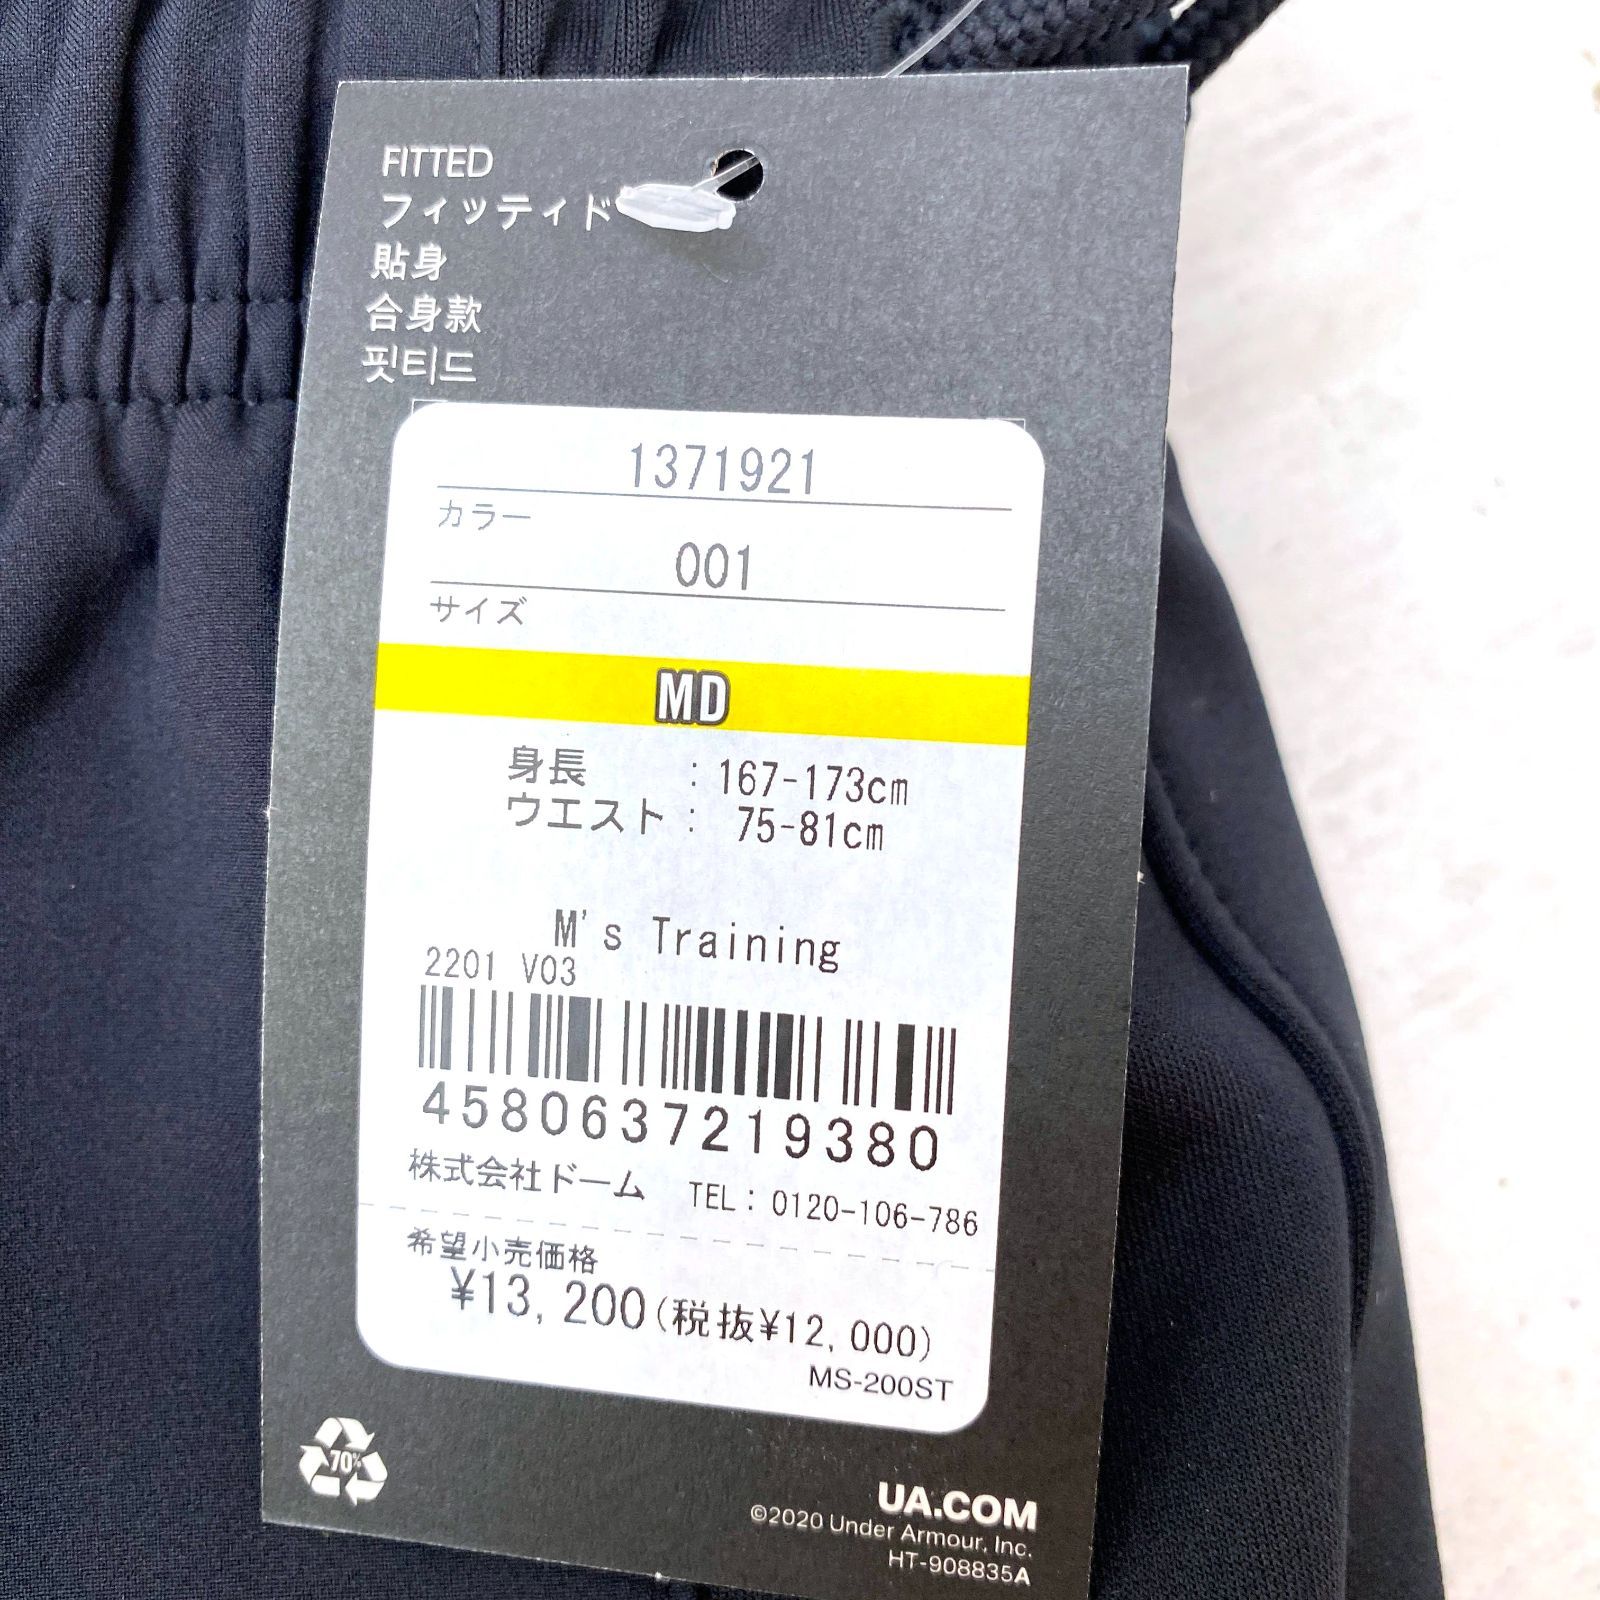 FITTED
フィッティド
貼身
合身款
핏티드
1371921
カラー
001
サイズ
MD
身長 : 167-173cm
ウエスト : 75-81cm
M's Training
2201 V03
4580637219380
株式会社ドーム TEL: 0120-106-786
希望小売価格
¥13,200(税抜¥12,000)
MS-200ST
70%
UA.COM
©2020 Under Armour, Inc.
HT-908835A